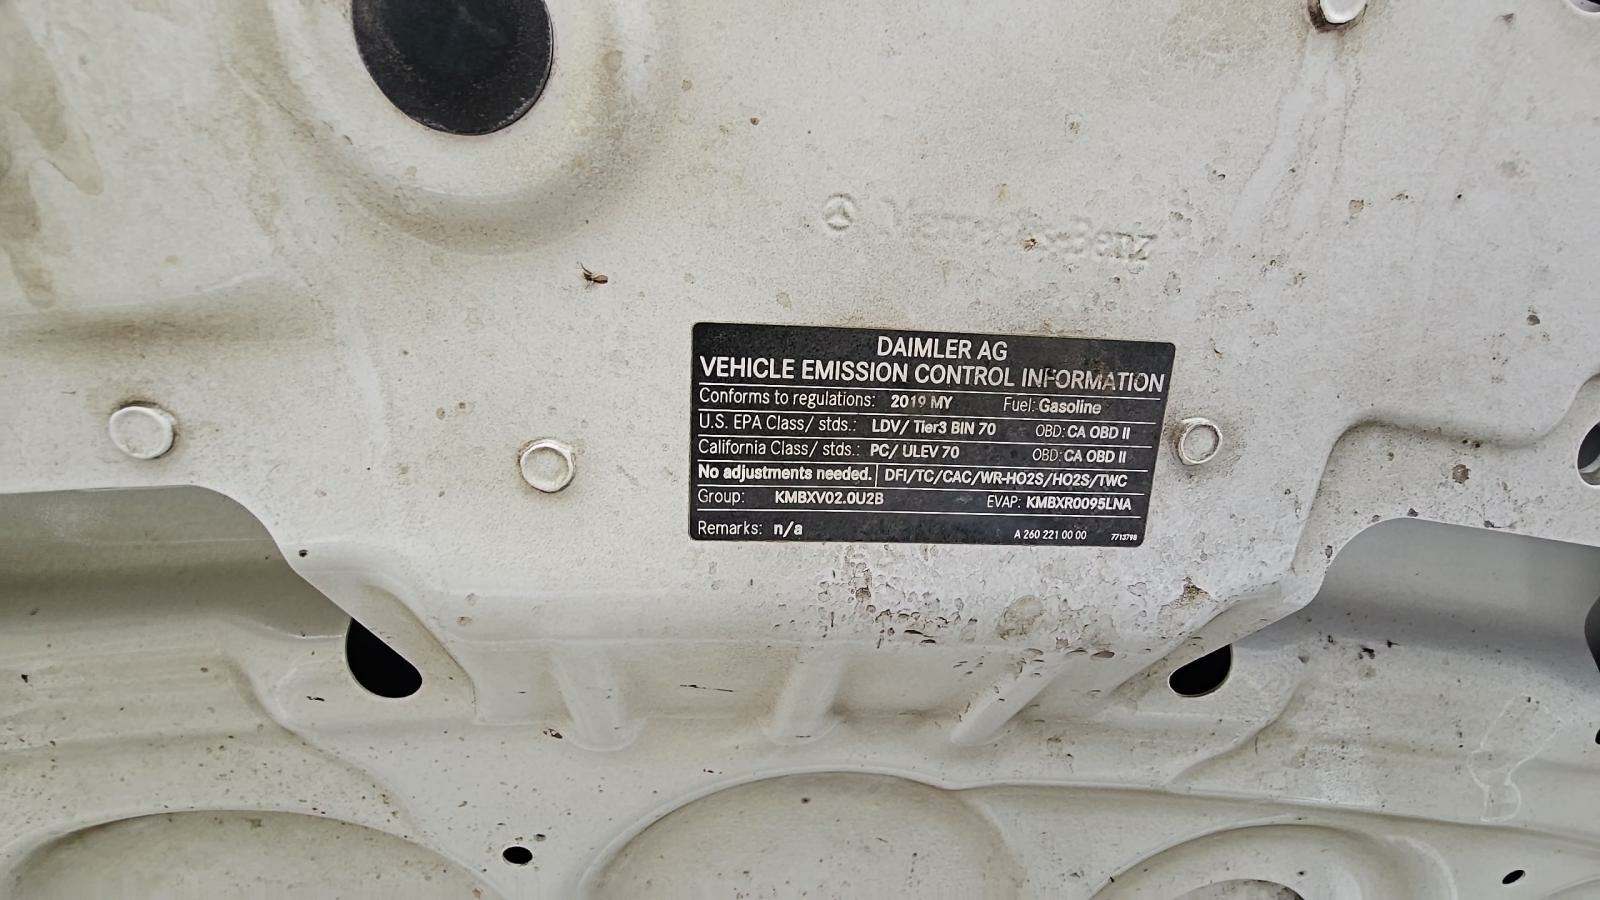 Mercedes-Benz
DAIMLER AG
VEHICLE EMISSION CONTROL INFORMATION
Conforms to regulations: 2019 MY Fuel: Gasoline
U.S. EPA Class/ stds.: LDV/ Tier3 BIN 70 OBD: CA OBD II
California Class/ stds.: PC/ ULEV 70 OBD: CA OBD II
No adjustments needed. DFI/TC/CAC/WR-HO2S/HO2S/TWC
Group: KMBXV02.0U2B EVAP: KMBXR0095LNA
Remarks: n/a A 260 221 00 00 7713798